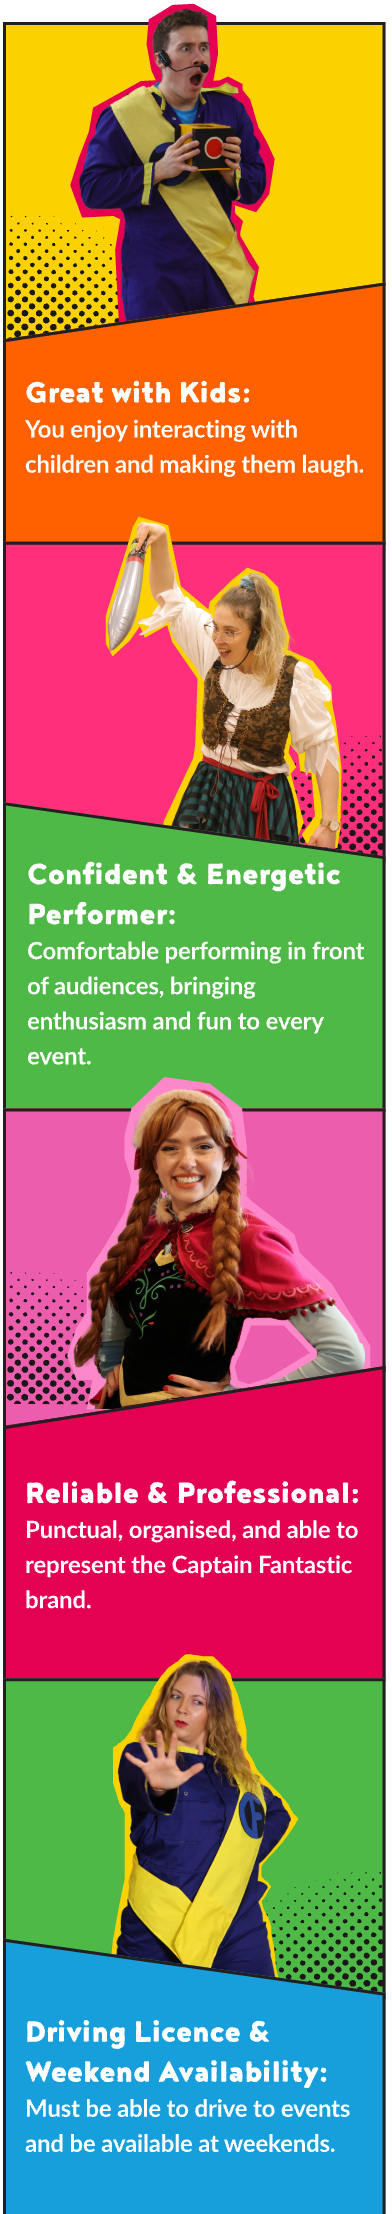 Great with Kids:
You enjoy interacting with
children and making them laugh.
Confident & Energetic
Performer:
Comfortable performing in front
of audiences, bringing
enthusiasm and fun to every
event.
Reliable & Professional:
Punctual, organised, and able to
represent the Captain Fantastic
brand.
Driving Licence &
Weekend Availability:
Must be able to drive to events
and be available at weekends.